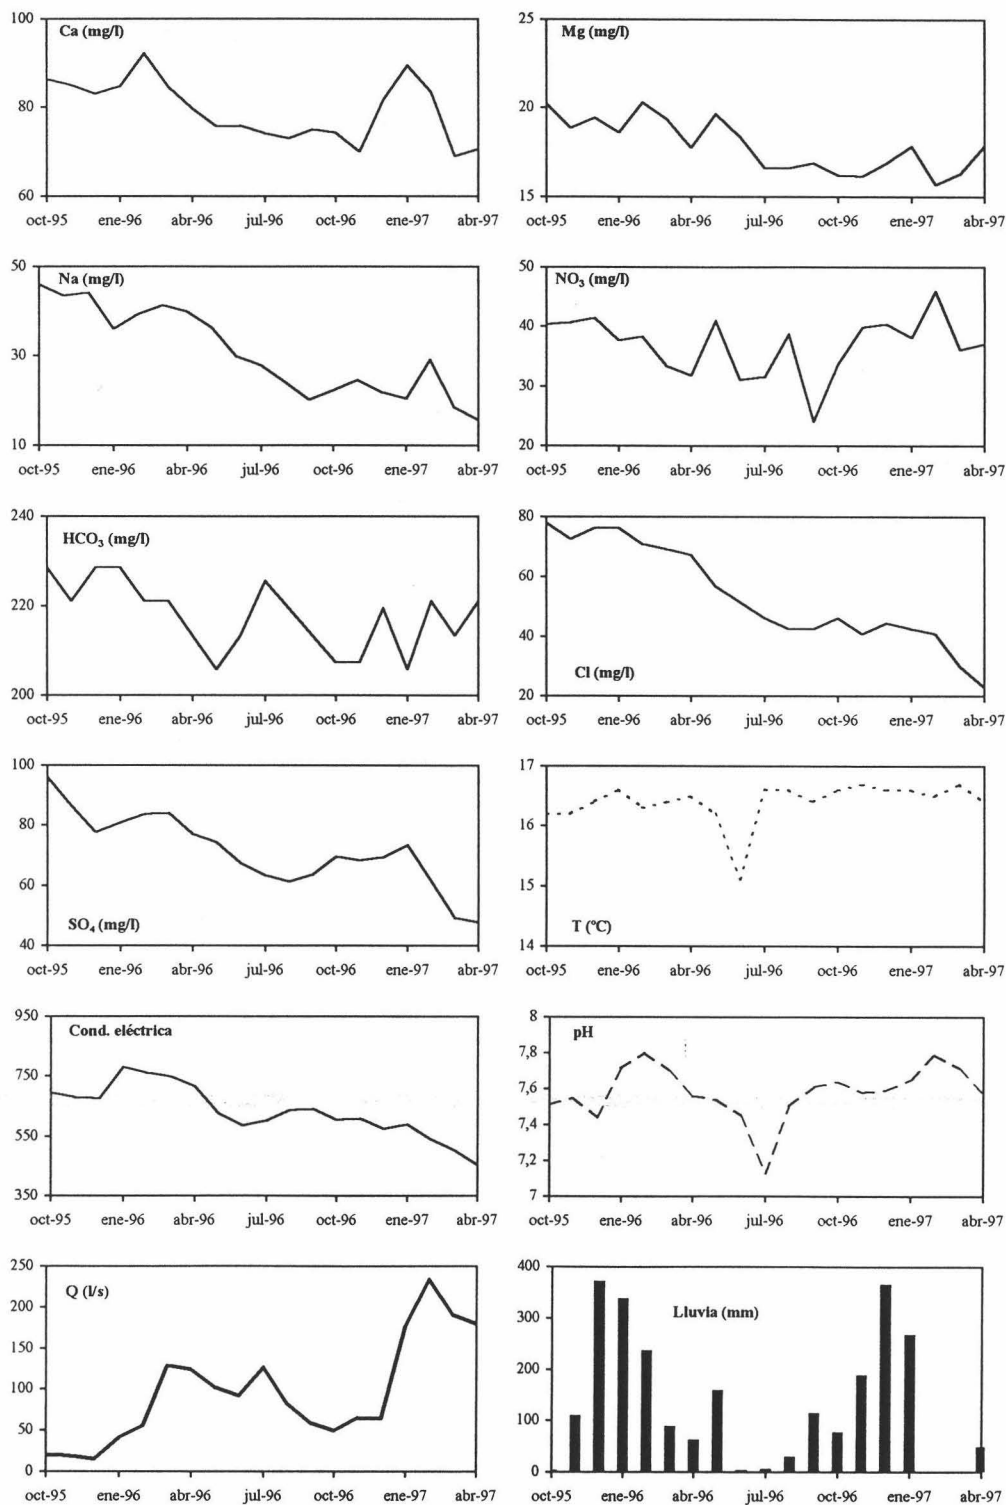 Ca (mg/l)
100
80
60
oct-95 ene-96 abr-96 jul-96 oct-96 ene-97 abr-97
Mg (mg/l)
25
20
15
oct-95 ene-96 abr-96 jul-96 oct-96 ene-97 abr-97
Na (mg/l)
50
30
10
oct-95 ene-96 abr-96 jul-96 oct-96 ene-97 abr-97
NO₃ (mg/l)
50
40
30
20
oct-95 ene-96 abr-96 jul-96 oct-96 ene-97 abr-97
HCO₃ (mg/l)
240
220
200
oct-95 ene-96 abr-96 jul-96 oct-96 ene-97 abr-97
80
60
40
20
Cl (mg/l)
oct-95 ene-96 abr-96 jul-96 oct-96 ene-97 abr-97
100
80
60
40
SO₄ (mg/l)
oct-95 ene-96 abr-96 jul-96 oct-96 ene-97 abr-97
17
16
15
14
T (ºC)
oct-95 ene-96 abr-96 jul-96 oct-96 ene-97 abr-97
Cond. eléctrica
950
750
550
350
oct-95 ene-96 abr-96 jul-96 oct-96 ene-97 abr-97
pH
8
7,8
7,6
7,4
7,2
7
oct-95 ene-96 abr-96 jul-96 oct-96 ene-97 abr-97
Q (l/s)
250
200
150
100
50
0
oct-95 ene-96 abr-96 jul-96 oct-96 ene-97 abr-97
Lluvia (mm)
400
300
200
100
0
oct-95 ene-96 abr-96 jul-96 oct-96 ene-97 abr-97